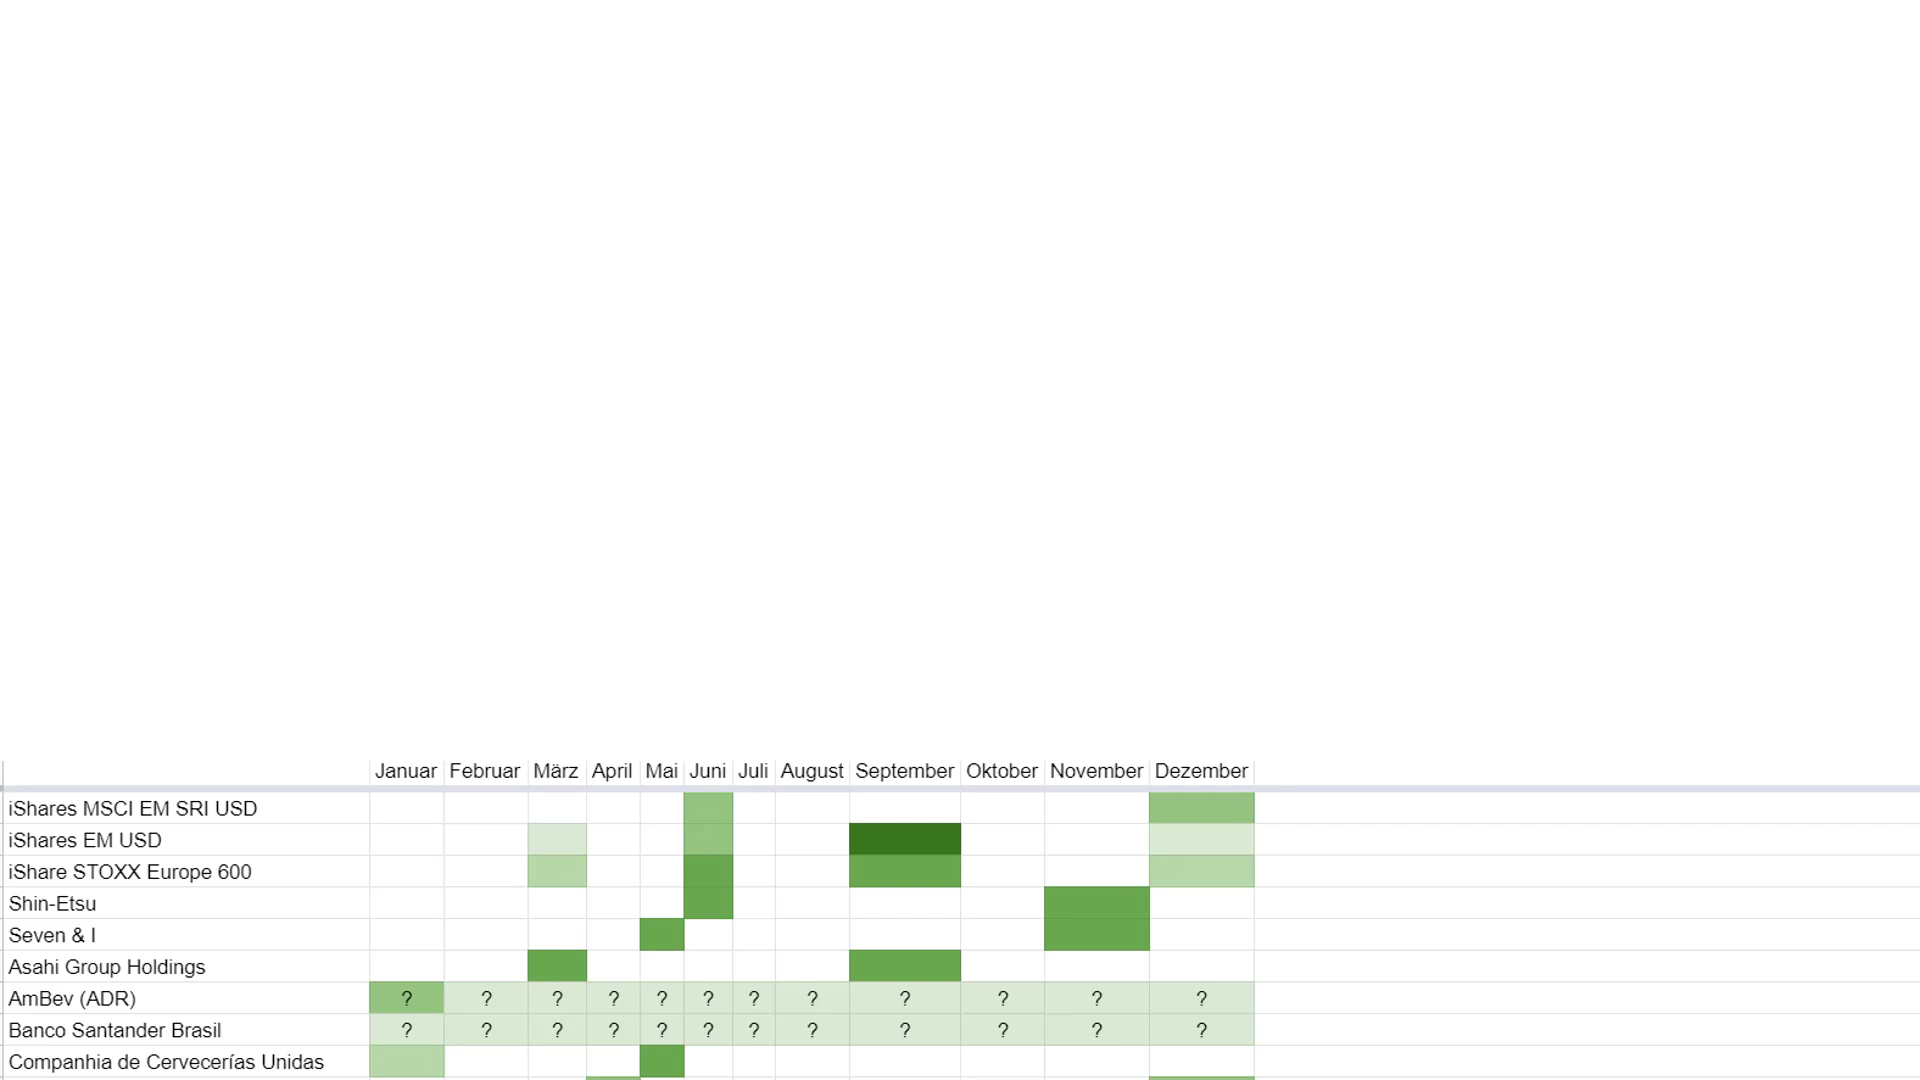 Januar Februar März April Mai Juni Juli August September Oktober November Dezember
iShares MSCI EM SRI USD
iShares EM USD
iShare STOXX Europe 600
Shin-Etsu
Seven & I
Asahi Group Holdings
AmBev (ADR) ? ? ? ? ? ? ? ? ? ? ? ?
Banco Santander Brasil ? ? ? ? ? ? ? ? ? ? ? ?
Companhia de Cervecerías Unidas